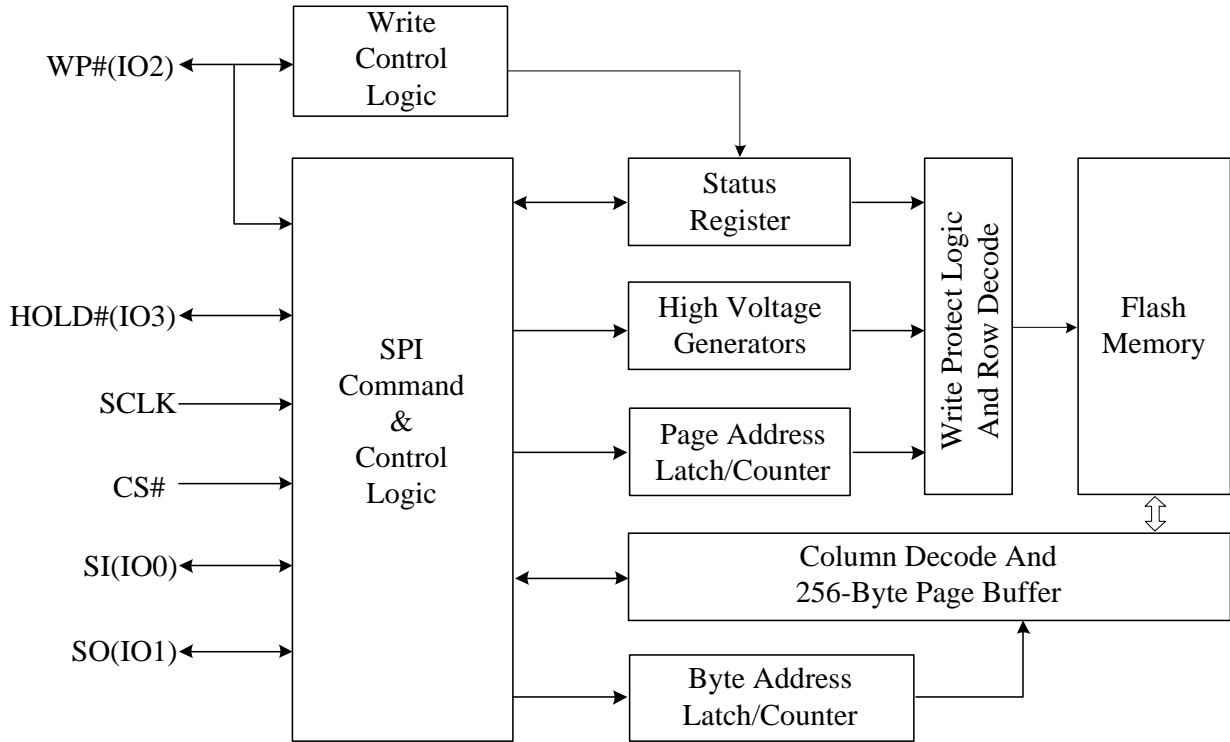 Write
Control
Logic
WP#(IO2)
HOLD#(IO3)
SCLK
CS#
SI(IO0)
SO(IO1)
SPI
Command
&
Control
Logic
Status
Register
High Voltage
Generators
Page Address
Latch/Counter
Write Protect Logic
And Row Decode
Flash
Memory
Column Decode And
256-Byte Page Buffer
Byte Address
Latch/Counter